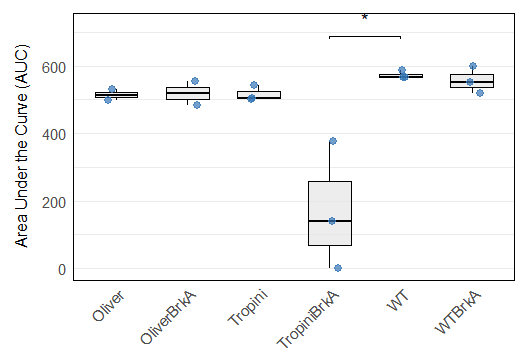 *
Area Under the Curve (AUC)
600
400
200
0
Oliver
OliverBrkA
Tropini
TropiniBrkA
WT
WTBrkA